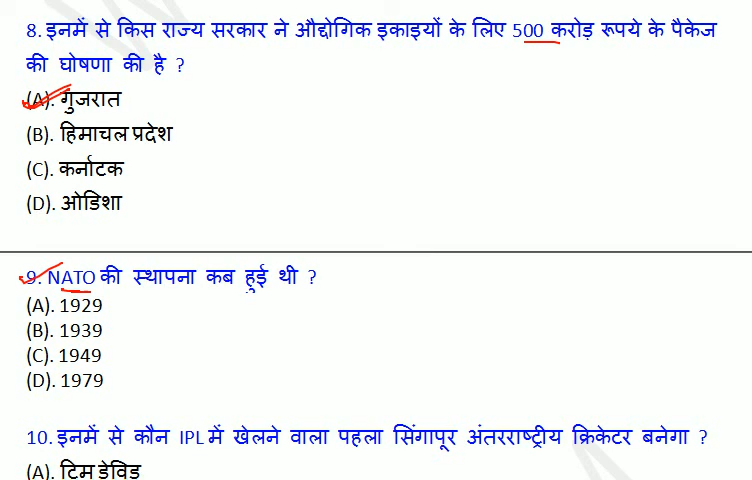 8. इनमें से किस राज्य सरकार ने औद्योगिक इकाइयों के लिए 500 करोड़ रूपये के पैकेज
की घोषणा की है ?
(A). गुजरात
(B). हिमाचल प्रदेश
(C). कर्नाटक
(D). ओडिशा
9. NATO की स्थापना कब हुई थी ?
(A). 1929
(B). 1939
(C). 1949
(D). 1979
10. इनमें से कौन IPL में खेलने वाला पहला सिंगापूर अंतरराष्ट्रीय क्रिकेटर बनेगा ?
(A). टिम डेविड